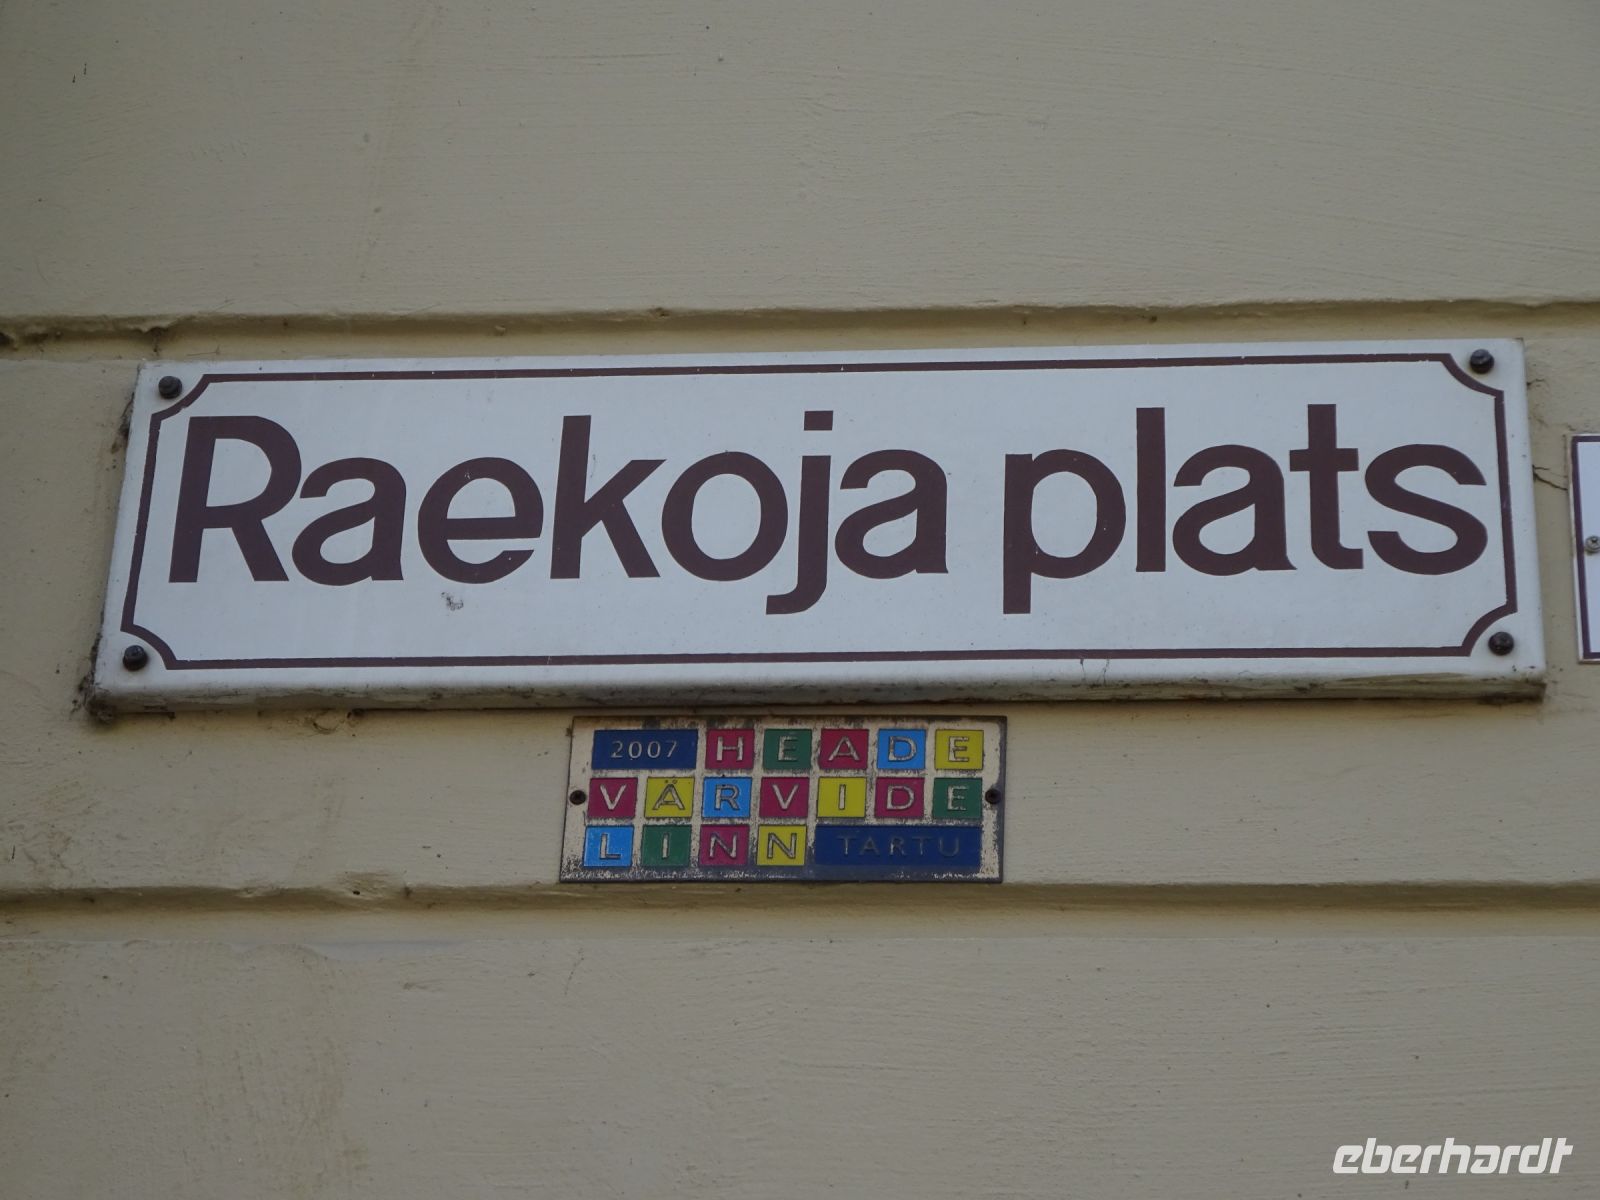 Raekoja plats
2007 HEADE
VÄRVIDE
LINN TARTU
eberhardt